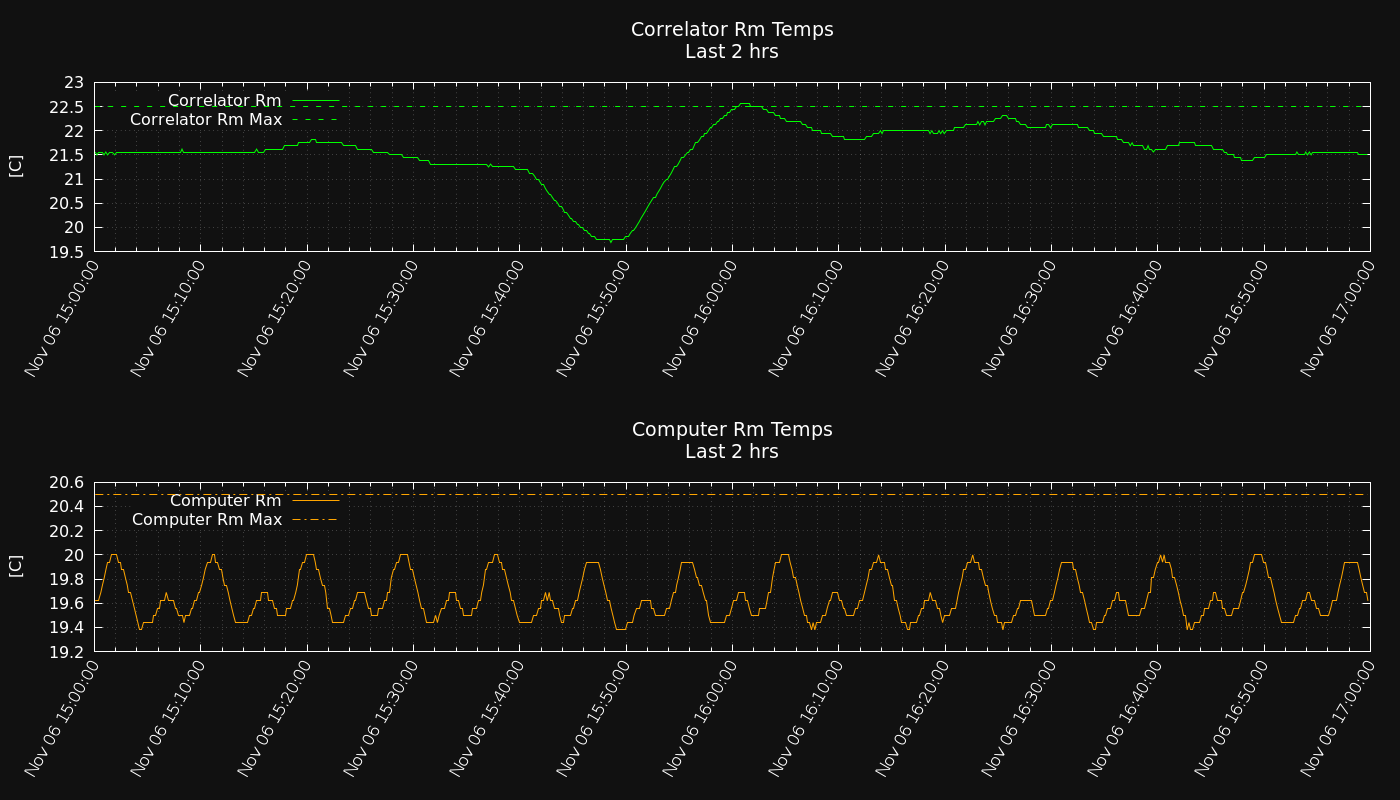 Correlator Rm Temps
Last 2 hrs
23
22.5
22
21.5
21
20.5
20
19.5
[C]
Correlator Rm
Correlator Rm Max
Nov 06 15:00:00
Nov 06 15:10:00
Nov 06 15:20:00
Nov 06 15:30:00
Nov 06 15:40:00
Nov 06 15:50:00
Nov 06 16:00:00
Nov 06 16:10:00
Nov 06 16:20:00
Nov 06 16:30:00
Nov 06 16:40:00
Nov 06 16:50:00
Nov 06 17:00:00
Computer Rm Temps
Last 2 hrs
20.6
20.4
20.2
20
19.8
19.6
19.4
19.2
[C]
Computer Rm
Computer Rm Max
Nov 06 15:00:00
Nov 06 15:10:00
Nov 06 15:20:00
Nov 06 15:30:00
Nov 06 15:40:00
Nov 06 15:50:00
Nov 06 16:00:00
Nov 06 16:10:00
Nov 06 16:20:00
Nov 06 16:30:00
Nov 06 16:40:00
Nov 06 16:50:00
Nov 06 17:00:00